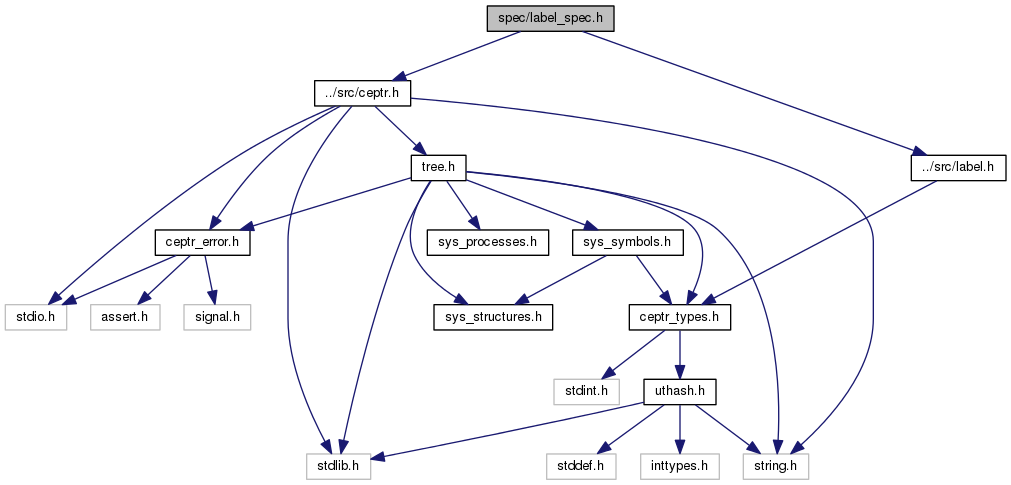 spec/label_spec.h
../src/ceptr.h
tree.h
../src/label.h
ceptr_error.h
sys_processes.h
sys_symbols.h
stdio.h
assert.h
signal.h
sys_structures.h
ceptr_types.h
stdint.h
uthash.h
stdlib.h
stddef.h
inttypes.h
string.h